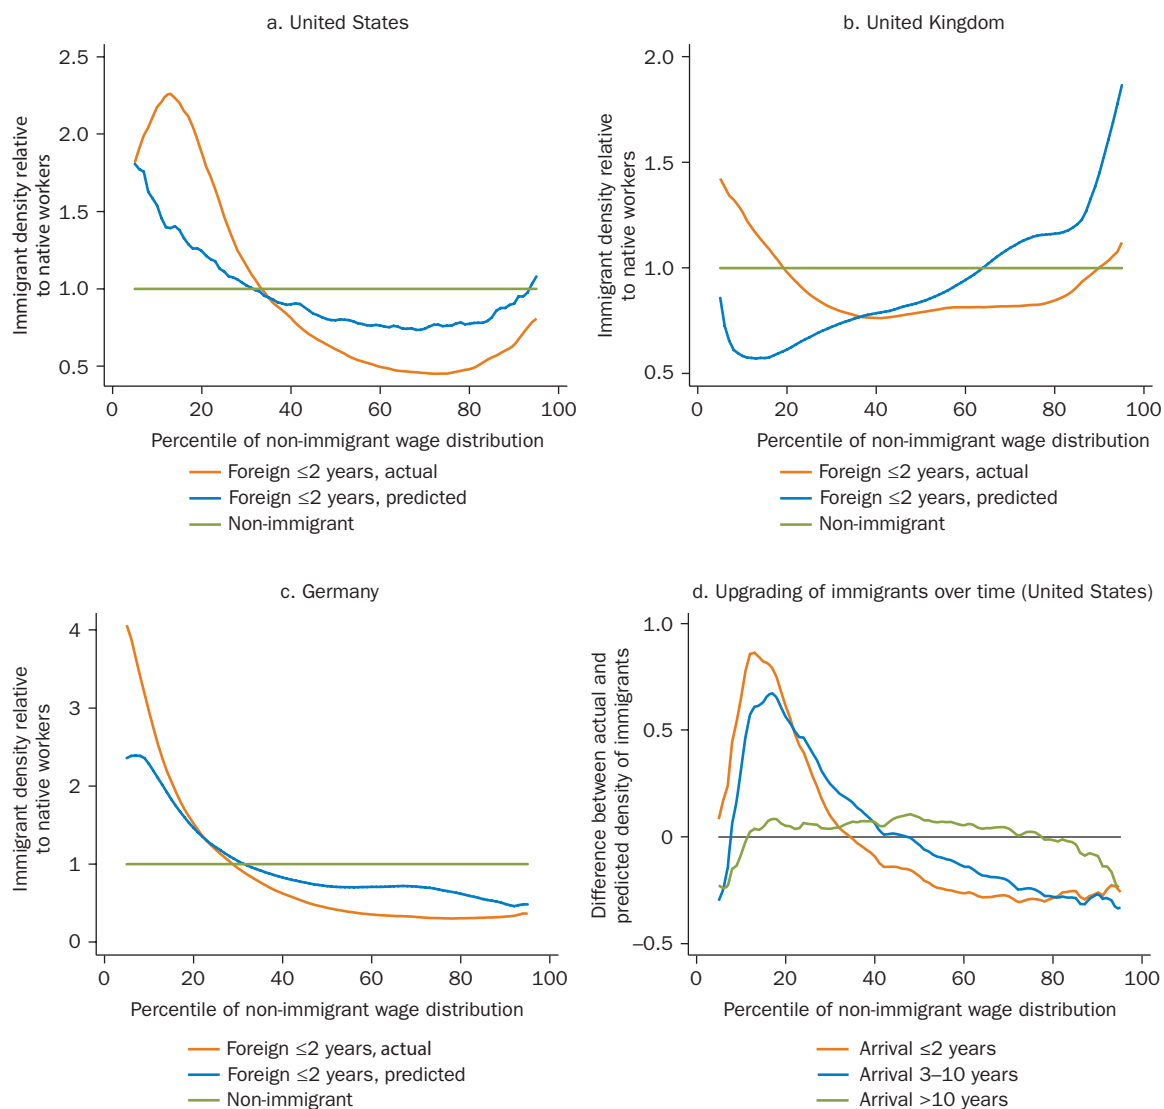 a. United States
Immigrant density relative
to native workers
2.5
2.0
1.5
1.0
0.5
0
20
40
60
80
100
Percentile of non-immigrant wage distribution
Foreign ≤2 years, actual
Foreign ≤2 years, predicted
Non-immigrant
b. United Kingdom
Immigrant density relative
to native workers
2.0
1.5
1.0
0.5
0
20
40
60
80
100
Percentile of non-immigrant wage distribution
Foreign ≤2 years, actual
Foreign ≤2 years, predicted
Non-immigrant
c. Germany
Immigrant density relative
to native workers
4
3
2
1
0
0
20
40
60
80
100
Percentile of non-immigrant wage distribution
Foreign ≤2 years, actual
Foreign ≤2 years, predicted
Non-immigrant
d. Upgrading of immigrants over time (United States)
Difference between actual and
predicted density of immigrants
1.0
0.5
0
–0.5
0
20
40
60
80
100
Percentile of non-immigrant wage distribution
Arrival ≤2 years
Arrival 3–10 years
Arrival >10 years